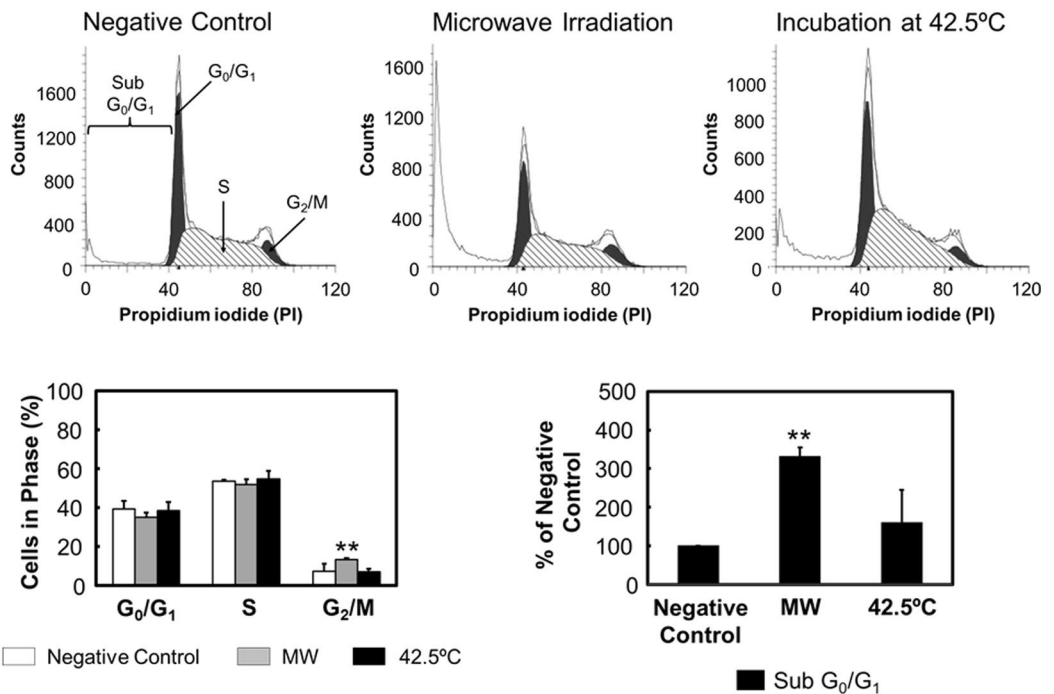 Negative Control
Microwave Irradiation
Incubation at 42.5ºC
Counts
1600
1200
800
400
0
Sub
G₀/G₁
G₀/G₁
S
G₂/M
0 40 80 120
Propidium iodide (PI)
Counts
1600
1200
800
400
0
0 40 80 120
Propidium iodide (PI)
Counts
1000
800
600
400
200
0
0 40 80 120
Propidium iodide (PI)
Cells in Phase (%)
100
80
60
40
20
0
**
G₀/G₁ S G₂/M
Negative Control MW 42.5ºC
% of Negative
Control
500
400
300
200
100
0
**
Negative
Control
MW
42.5ºC
Sub G₀/G₁